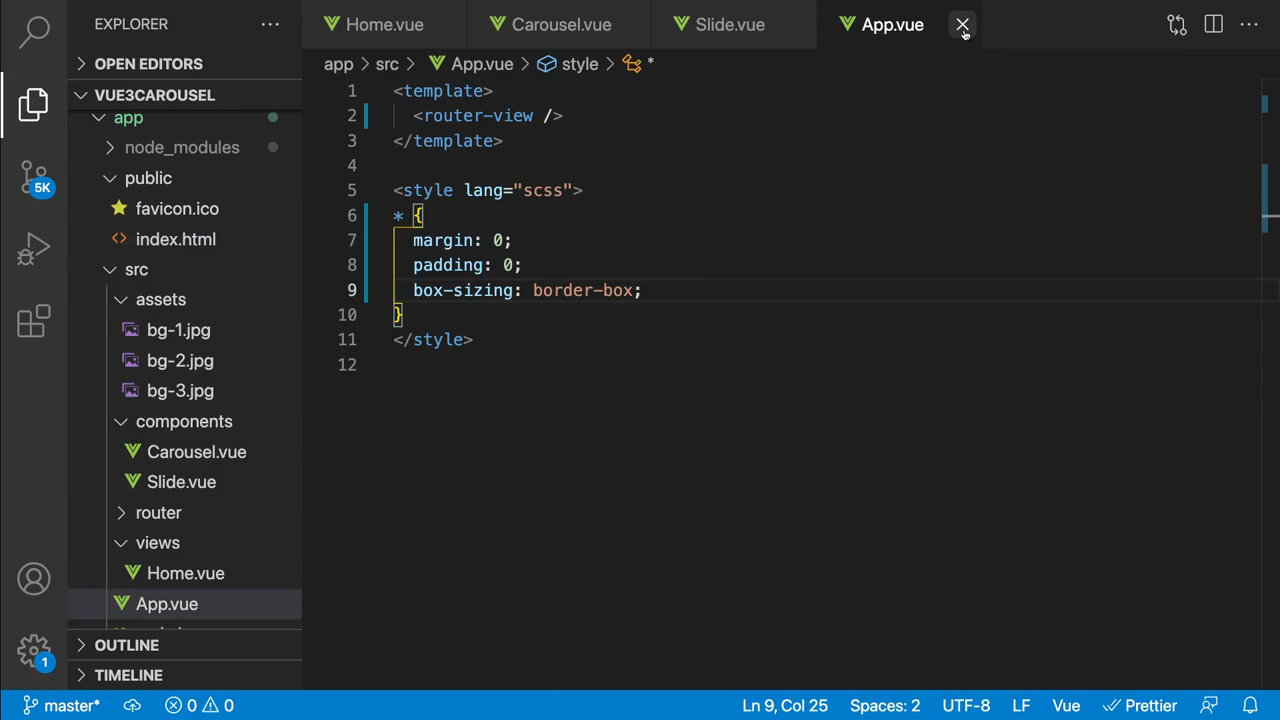 EXPLORER
OPEN EDITORS
VUE3CAROUSEL
app
node_modules
public
favicon.ico
index.html
src
assets
bg-1.jpg
bg-2.jpg
bg-3.jpg
components
Carousel.vue
Slide.vue
router
views
Home.vue
App.vue
OUTLINE
TIMELINE
5K
1
Home.vue
Carousel.vue
Slide.vue
App.vue
app > src > App.vue > style > *
1 <template>
2 <router-view />
3 </template>
4
5 <style lang="scss">
6 * {
7 margin: 0;
8 padding: 0;
9 box-sizing: border-box;
10 }
11 </style>
12
master* 0 0 Ln 9, Col 25 Spaces: 2 UTF-8 LF Vue Prettier